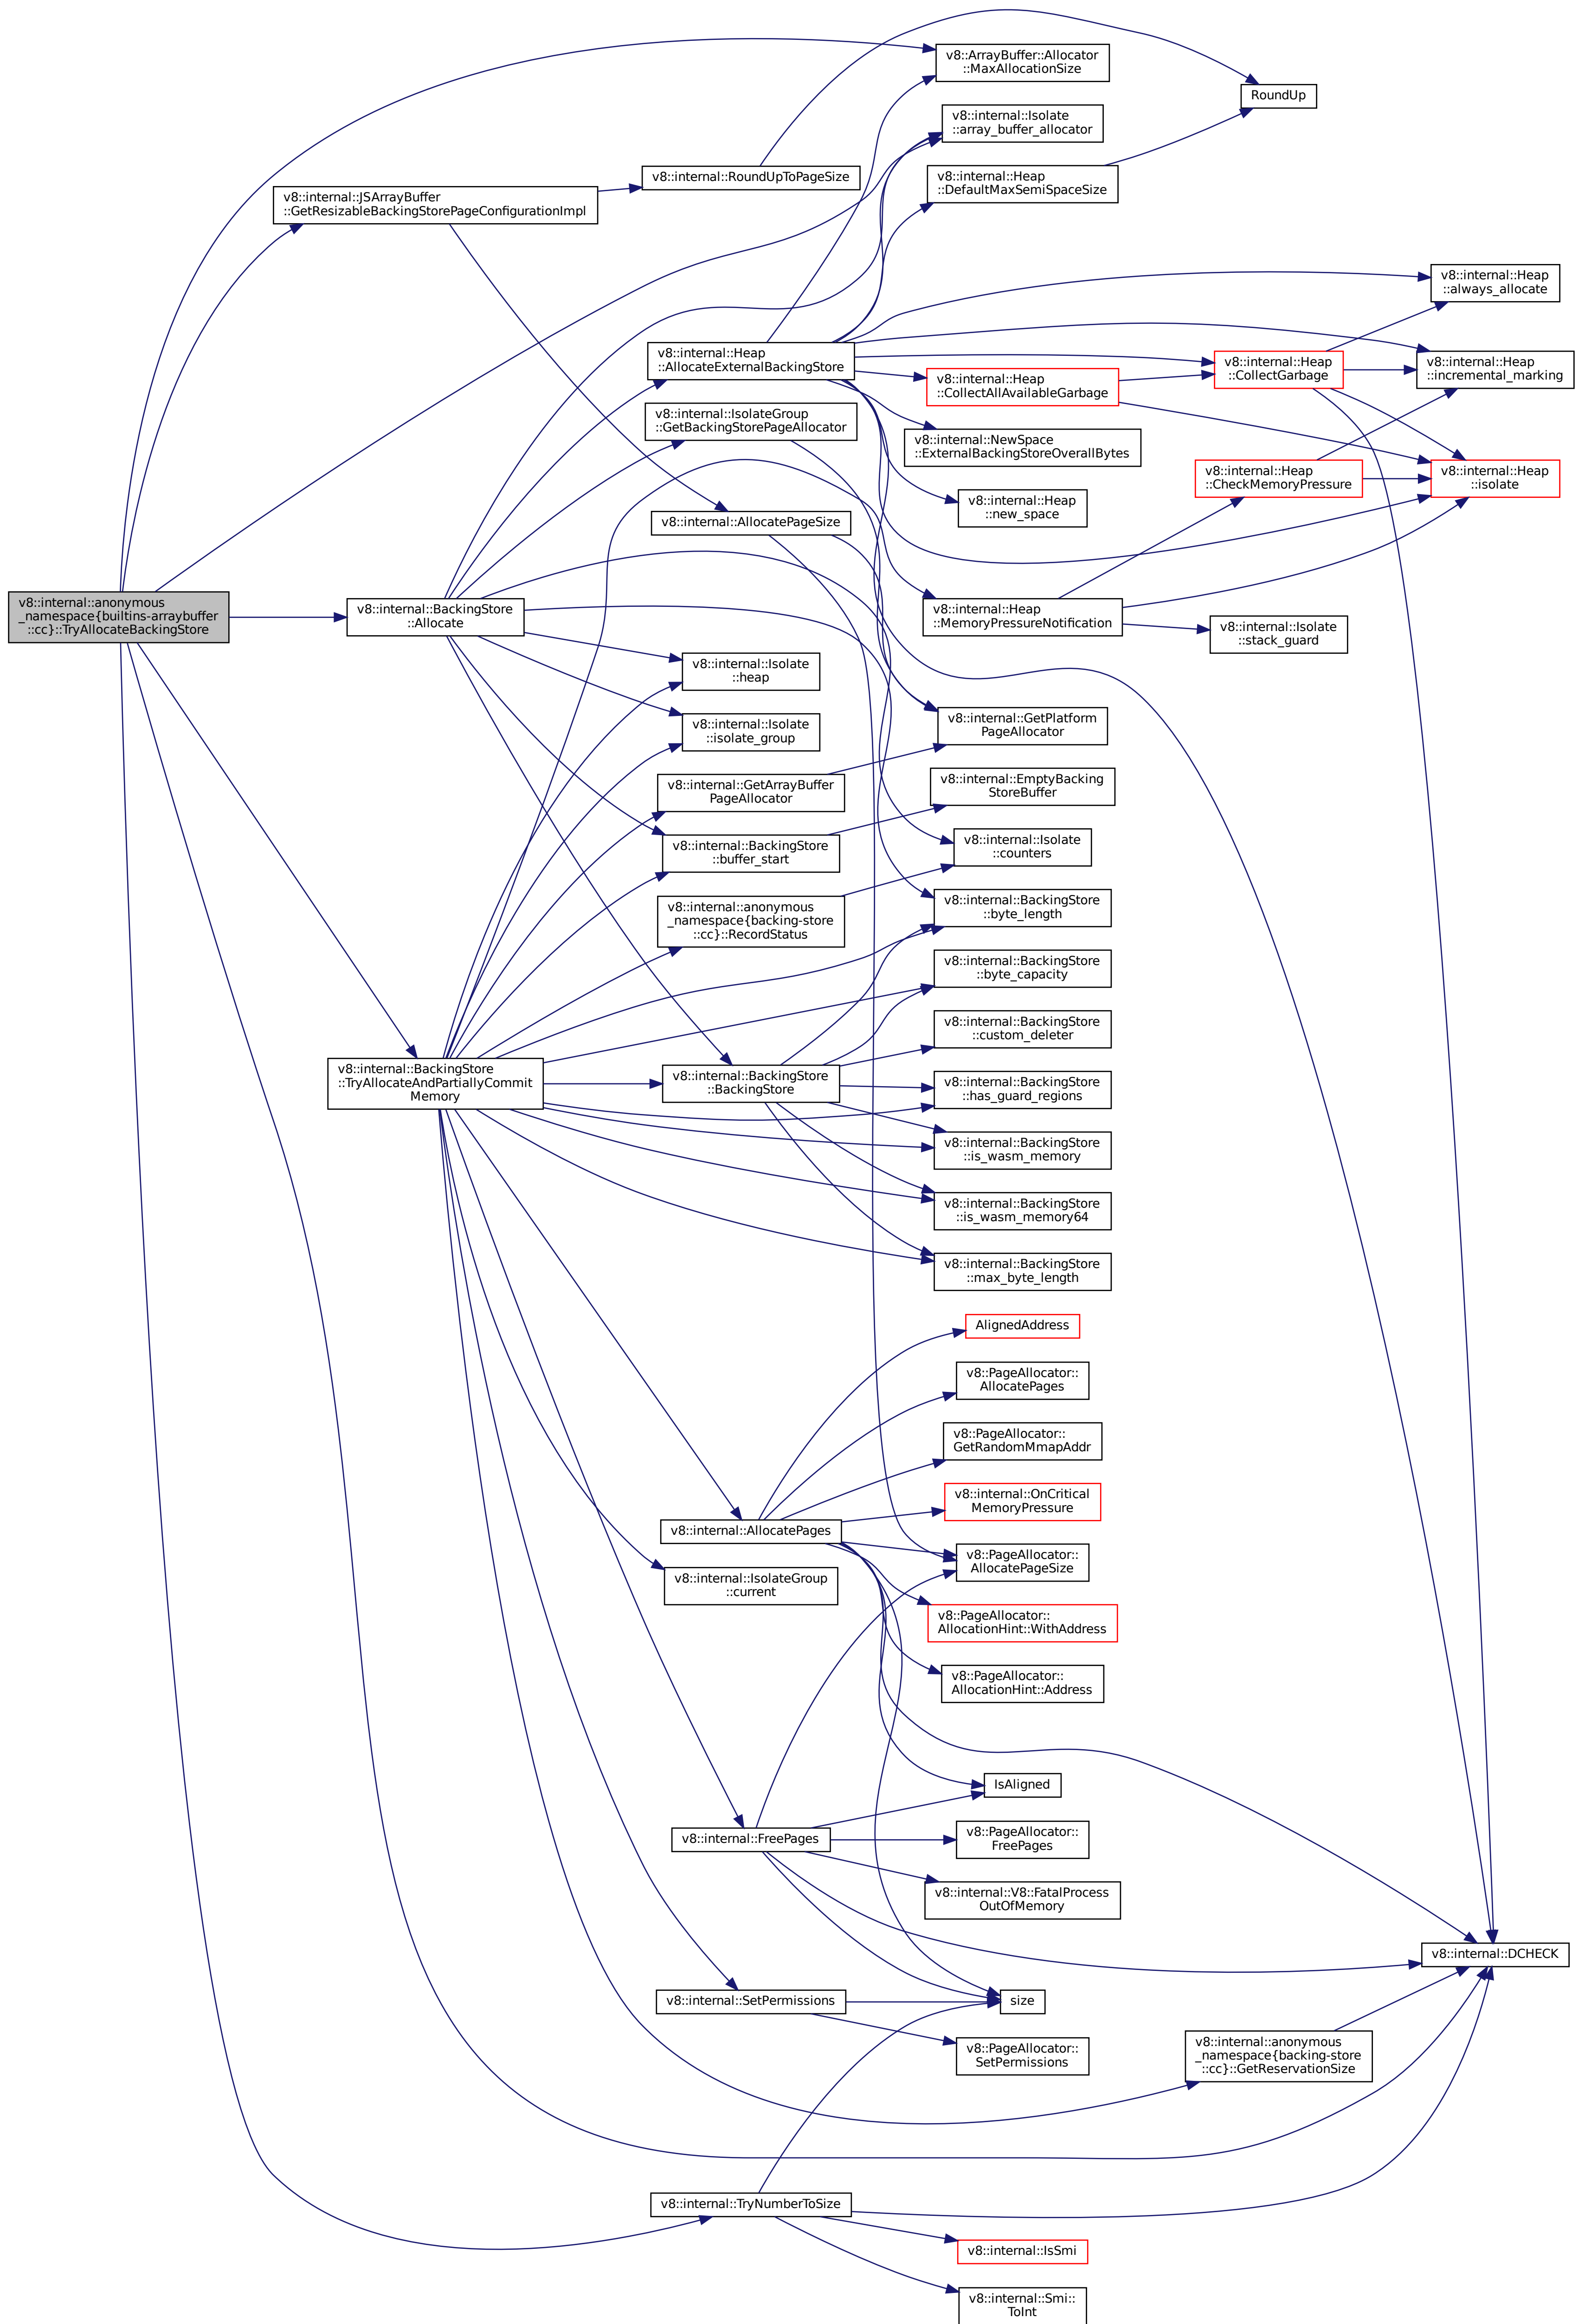 v8::ArrayBuffer::Allocator
::MaxAllocationSize
RoundUp
v8::internal::Isolate
::array_buffer_allocator
v8::internal::RoundUpToPageSize
v8::internal::Heap
::DefaultMaxSemiSpaceSize
v8::internal::JSArrayBuffer
::GetResizableBackingStorePageConfigurationImpl
v8::internal::Heap
::always_allocate
v8::internal::Heap
::AllocateExternalBackingStore
v8::internal::Heap
::CollectGarbage
v8::internal::Heap
::incremental_marking
v8::internal::Heap
::CollectAllAvailableGarbage
v8::internal::IsolateGroup
::GetBackingStorePageAllocator
v8::internal::NewSpace
::ExternalBackingStoreOverallBytes
v8::internal::Heap
::CheckMemoryPressure
v8::internal::Heap
::isolate
v8::internal::Heap
::new_space
v8::internal::AllocatePageSize
v8::internal::anonymous
_namespace{builtins-arraybuffer
::cc}::TryAllocateBackingStore
v8::internal::BackingStore
::Allocate
v8::internal::Heap
::MemoryPressureNotification
v8::internal::Isolate
::stack_guard
v8::internal::Isolate
::heap
v8::internal::Isolate
::isolate_group
v8::internal::GetPlatform
PageAllocator
v8::internal::GetArrayBuffer
PageAllocator
v8::internal::EmptyBacking
StoreBuffer
v8::internal::BackingStore
::buffer_start
v8::internal::Isolate
::counters
v8::internal::anonymous
_namespace{backing-store
::cc}::RecordStatus
v8::internal::BackingStore
::byte_length
v8::internal::BackingStore
::byte_capacity
v8::internal::BackingStore
::custom_deleter
v8::internal::BackingStore
::TryAllocateAndPartiallyCommit
Memory
v8::internal::BackingStore
::BackingStore
v8::internal::BackingStore
::has_guard_regions
v8::internal::BackingStore
::is_wasm_memory
v8::internal::BackingStore
::is_wasm_memory64
v8::internal::BackingStore
::max_byte_length
AlignedAddress
v8::PageAllocator::
AllocatePages
v8::PageAllocator::
GetRandomMmapAddr
v8::internal::OnCritical
MemoryPressure
v8::internal::AllocatePages
v8::PageAllocator::
AllocatePageSize
v8::internal::IsolateGroup
::current
v8::PageAllocator::
AllocationHint::WithAddress
v8::PageAllocator::
AllocationHint::Address
IsAligned
v8::internal::FreePages
v8::PageAllocator::
FreePages
v8::internal::V8::FatalProcess
OutOfMemory
v8::internal::DCHECK
v8::internal::SetPermissions
size
v8::PageAllocator::
SetPermissions
v8::internal::anonymous
_namespace{backing-store
::cc}::GetReservationSize
v8::internal::TryNumberToSize
v8::internal::IsSmi
v8::internal::Smi::
ToInt